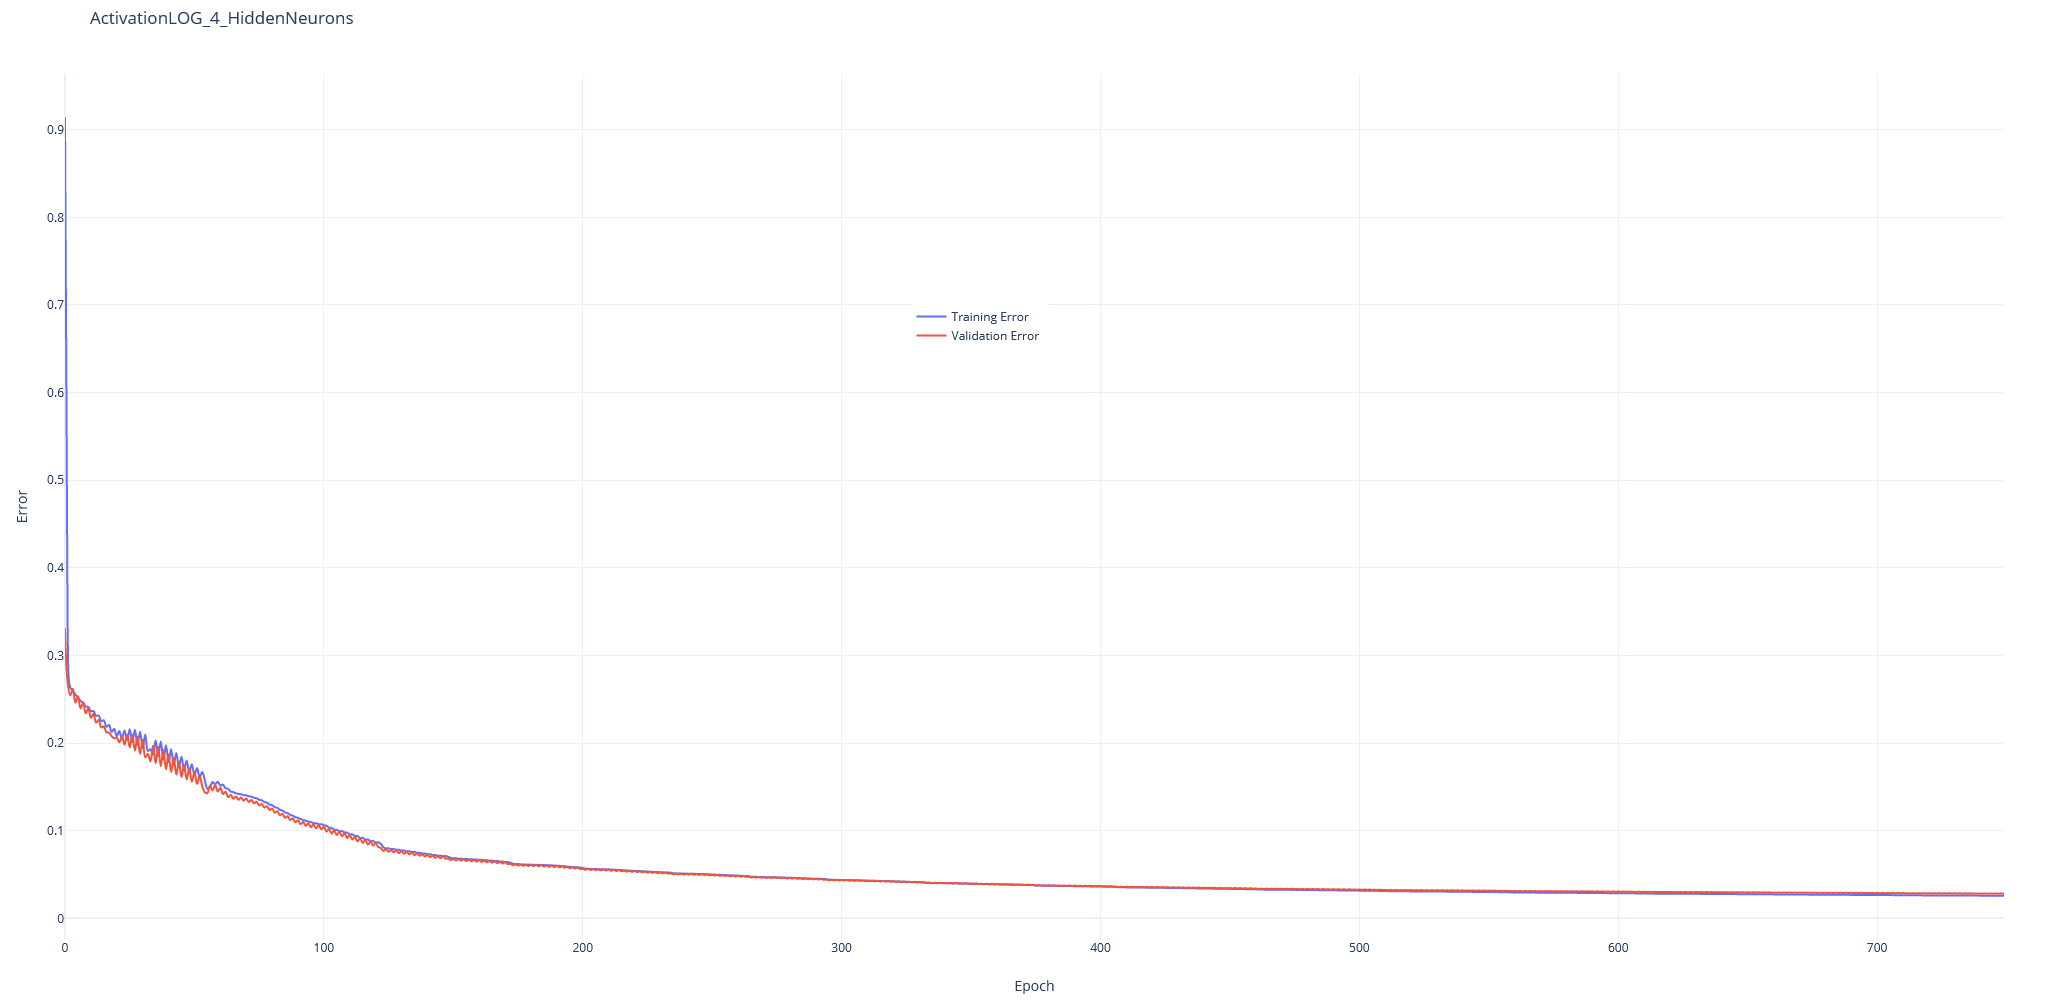 ActivationLOG_4_HiddenNeurons
0.9
0.8
0.7
0.6
0.5
0.4
0.3
0.2
0.1
0
Error
Training Error
Validation Error
0 100 200 300 400 500 600 700
Epoch